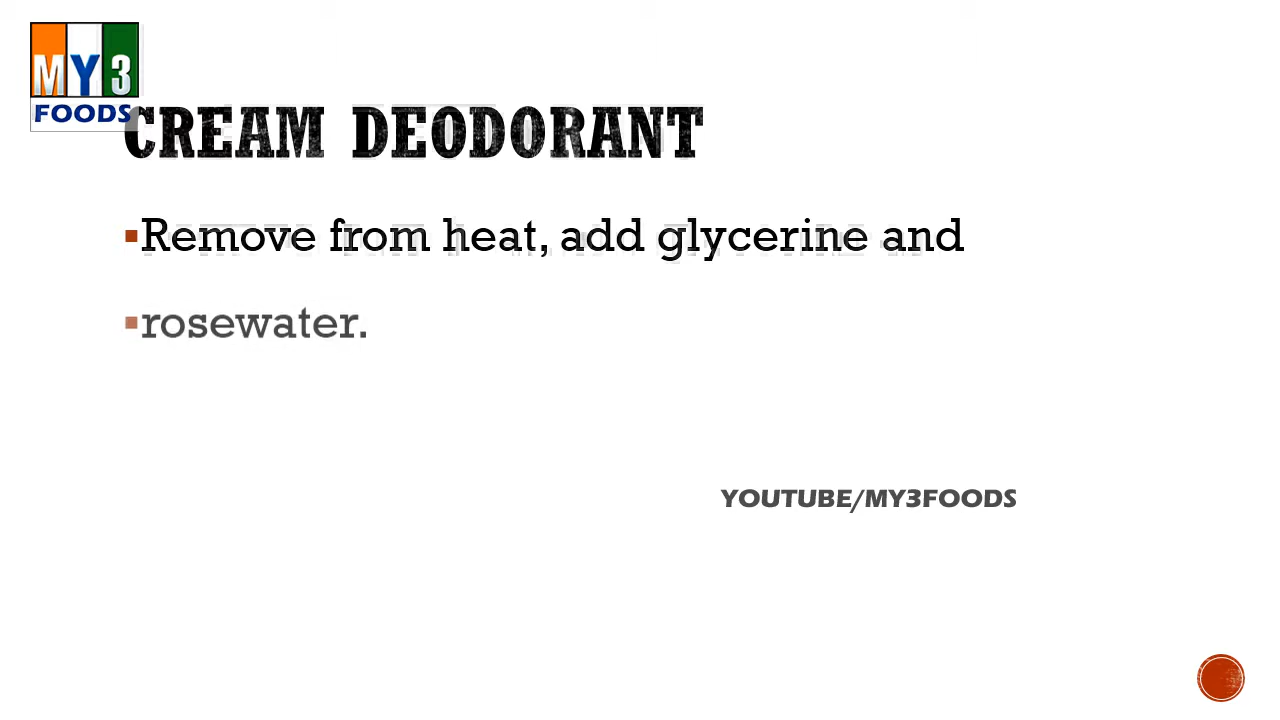 MY3
FOODS
CREAM DEODORANT
▪Remove from heat, add glycerine and
▪rosewater.
YOUTUBE/MY3FOODS